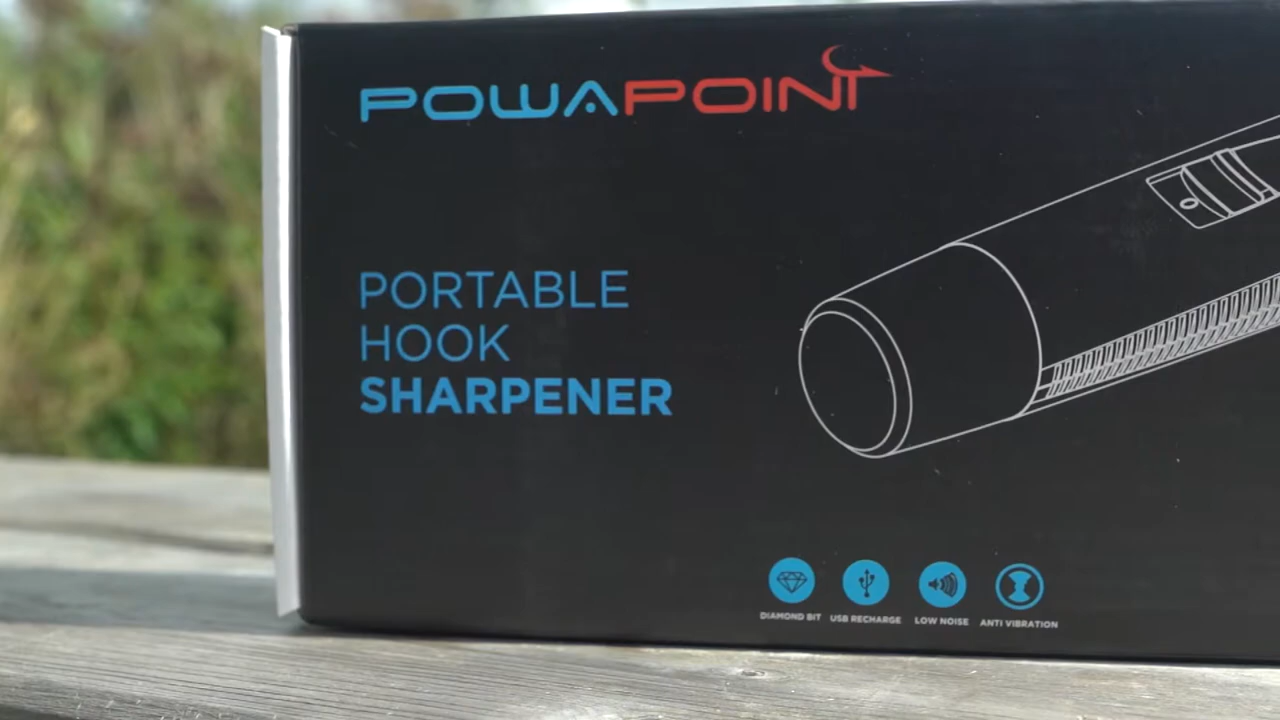 POWAPOINT
PORTABLE
HOOK
SHARPENER
DIAMOND BIT USB RECHARGE LOW NOISE ANTI VIBRATION